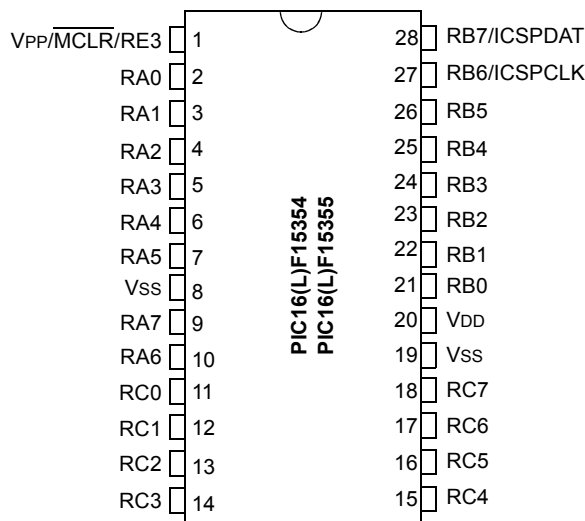 VPP/MCLR/RE3 1 28 RB7/ICSPDAT
RA0 2 27 RB6/ICSPCLK
RA1 3 26 RB5
RA2 4 25 RB4
RA3 5 24 RB3
RA4 6 23 RB2
RA5 7 22 RB1
VSS 8 21 RB0
RA7 9 20 VDD
RA6 10 19 VSS
RC0 11 18 RC7
RC1 12 17 RC6
RC2 13 16 RC5
RC3 14 15 RC4
PIC16(L)F15354
PIC16(L)F15355